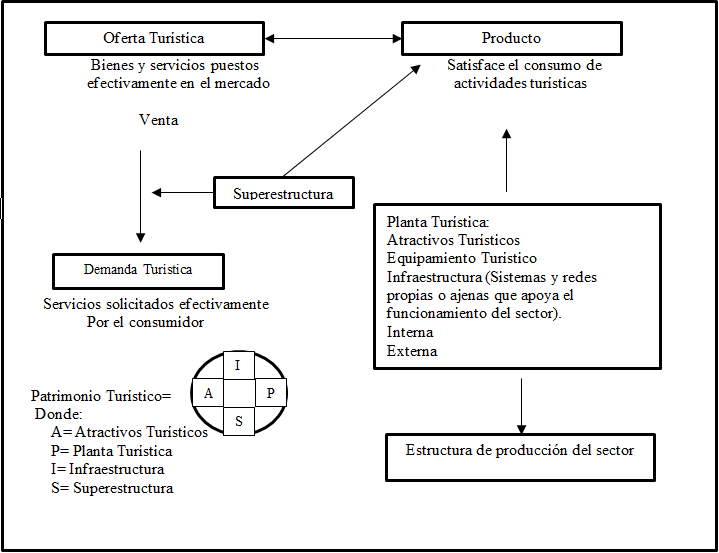 Oferta Turística
Producto
Bienes y servicios puestos
efectivamente en el mercado
Satisface el consumo de
actividades turísticas
Venta
Superestructura
Planta Turística:
Atractivos Turísticos
Equipamiento Turístico
Infraestructura (Sistemas y redes
propias o ajenas que apoya el
funcionamiento del sector).
Interna
Externa
Demanda Turística
Servicios solicitados efectivamente
Por el consumidor
I
A
P
S
Patrimonio Turístico=
Donde:
A= Atractivos Turísticos
P= Planta Turística
I= Infraestructura
S= Superestructura
Estructura de producción del sector